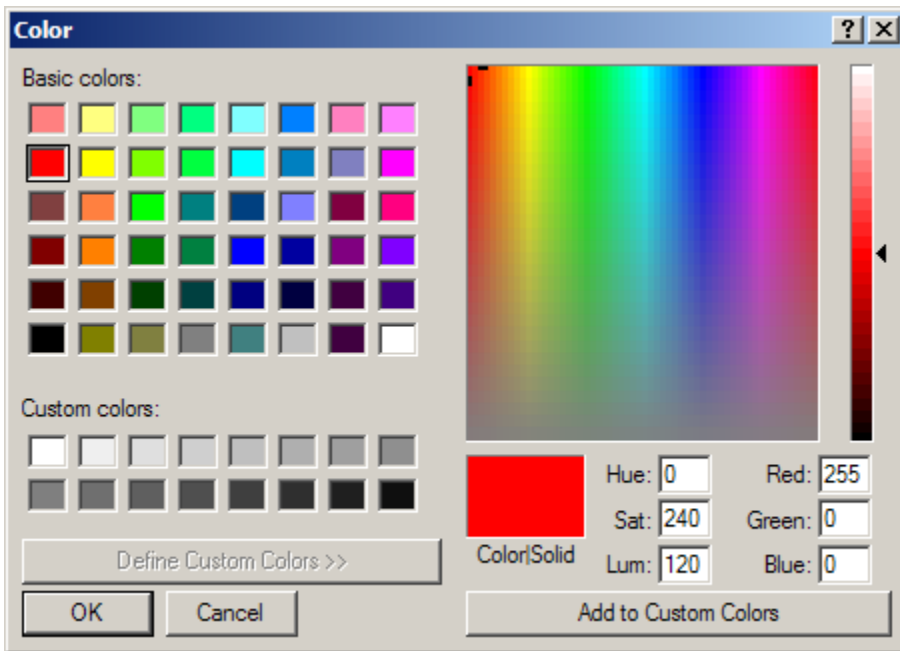 Color
Basic colors:
Custom colors:
Define Custom Colors >>
OK Cancel
Color|Solid
Hue: 0 Red: 255
Sat: 240 Green: 0
Lum: 120 Blue: 0
Add to Custom Colors